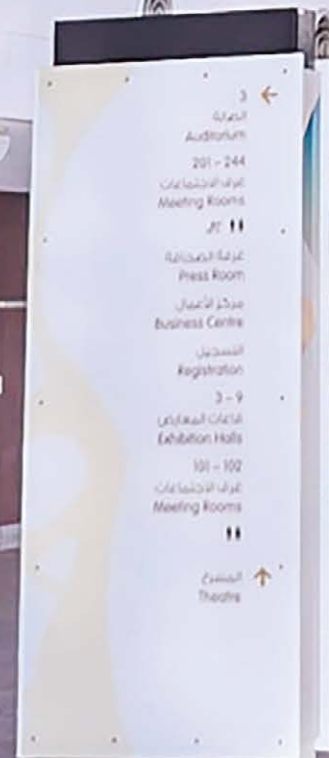 3
الصالة
Auditorium
201 - 244
غرف الاجتماعات
Meeting Rooms
غرفة الصحافة
Press Room
مركز الأعمال
Business Centre
التسجيل
Registration
3 - 9
قاعات المعارض
Exhibition Halls
101 - 102
غرف الاجتماعات
Meeting Rooms
المسرح
Theatre